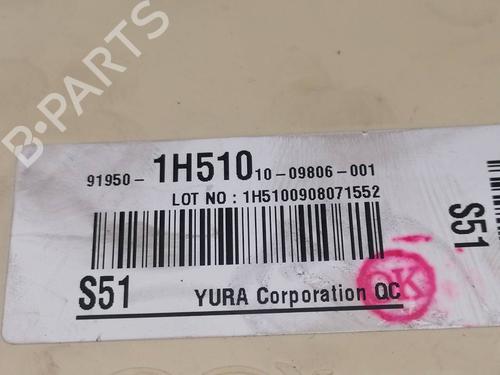 B-PARTS
91950- 1H510 10-09806-001
LOT NO : 1H5100908071552
S51 YURA Corporation QC
OK
S51